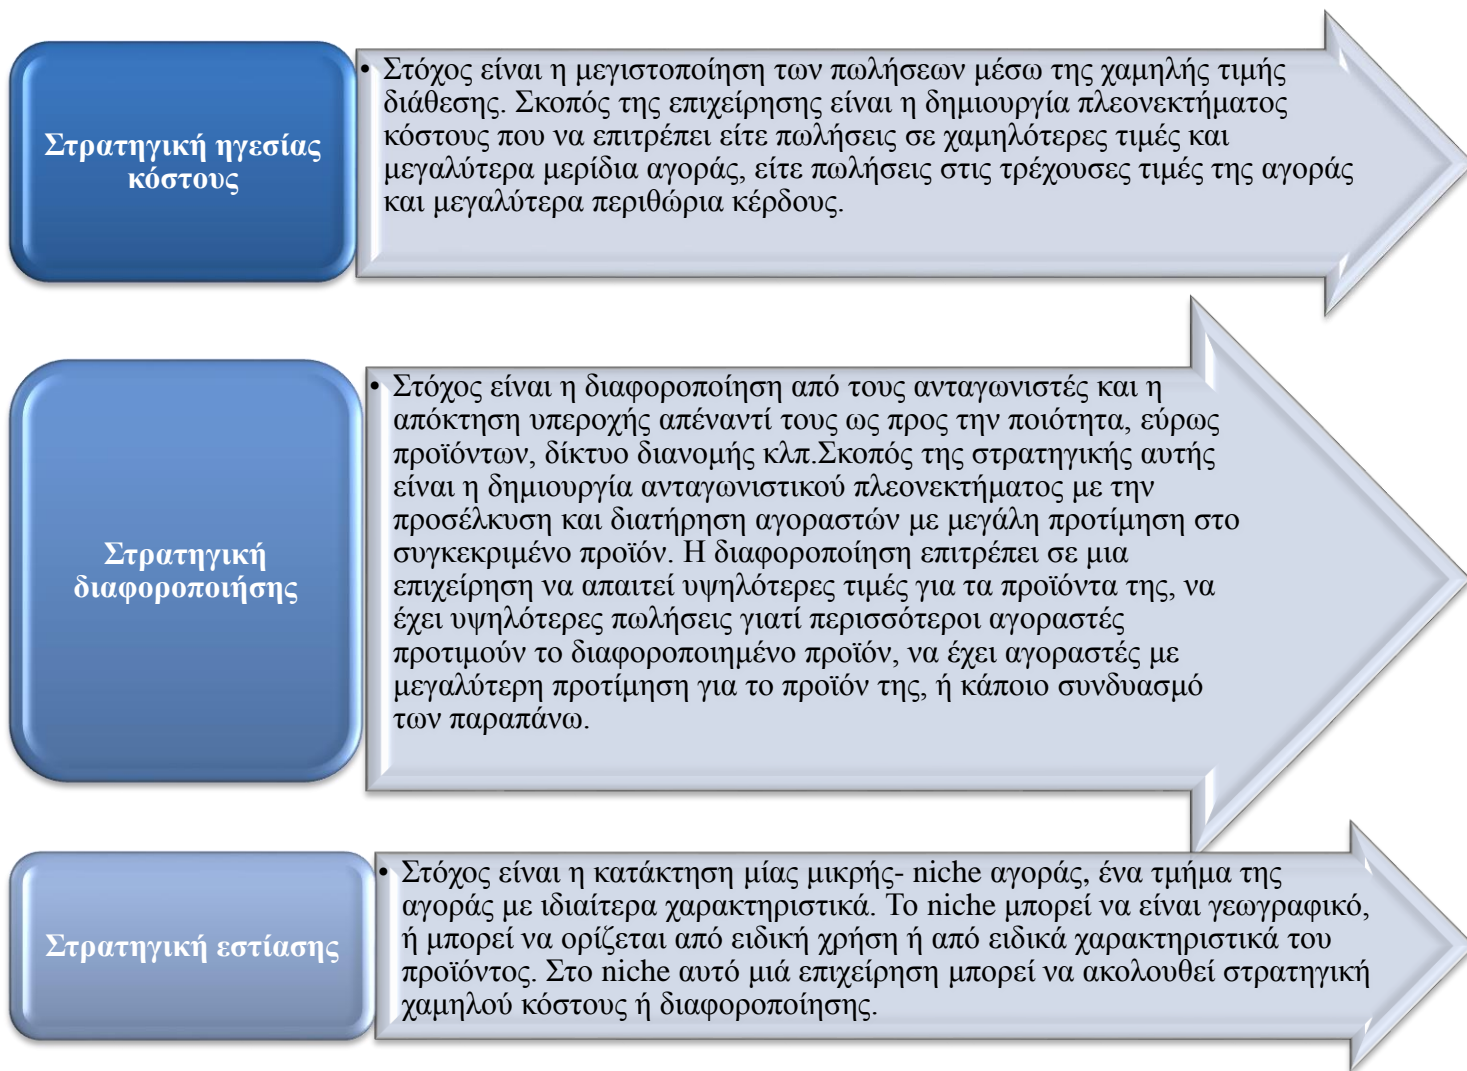 Στρατηγική ηγεσίας
κόστους
• Στόχος είναι η μεγιστοποίηση των πωλήσεων μέσω της χαμηλής τιμής
διάθεσης. Σκοπός της επιχείρησης είναι η δημιουργία πλεονεκτήματος
κόστους που να επιτρέπει είτε πωλήσεις σε χαμηλότερες τιμές και
μεγαλύτερα μερίδια αγοράς, είτε πωλήσεις στις τρέχουσες τιμές της αγοράς
και μεγαλύτερα περιθώρια κέρδους.
Στρατηγική
διαφοροποιήσης
• Στόχος είναι η διαφοροποίηση από τους ανταγωνιστές και η
απόκτηση υπεροχής απέναντί τους ως προς την ποιότητα, εύρως
προϊόντων, δίκτυο διανομής κλπ.Σκοπός της στρατηγικής αυτής
είναι η δημιουργία ανταγωνιστικού πλεονεκτήματος με την
προσέλκυση και διατήρηση αγοραστών με μεγάλη προτίμηση στο
συγκεκριμένο προϊόν. Η διαφοροποίηση επιτρέπει σε μια
επιχείρηση να απαιτεί υψηλότερες τιμές για τα προϊόντα της, να
έχει υψηλότερες πωλήσεις γιατί περισσότεροι αγοραστές
προτιμούν το διαφοροποιημένο προϊόν, να έχει αγοραστές με
μεγαλύτερη προτίμηση για το προϊόν της, ή κάποιο συνδυασμό
των παραπάνω.
Στρατηγική εστίασης
• Στόχος είναι η κατάκτηση μίας μικρής- niche αγοράς, ένα τμήμα της
αγοράς με ιδιαίτερα χαρακτηριστικά. Το niche μπορεί να είναι γεωγραφικό,
ή μπορεί να ορίζεται από ειδική χρήση ή από ειδικά χαρακτηριστικά του
προϊόντος. Στο niche αυτό μιά επιχείρηση μπορεί να ακολουθεί στρατηγική
χαμηλού κόστους ή διαφοροποίησης.